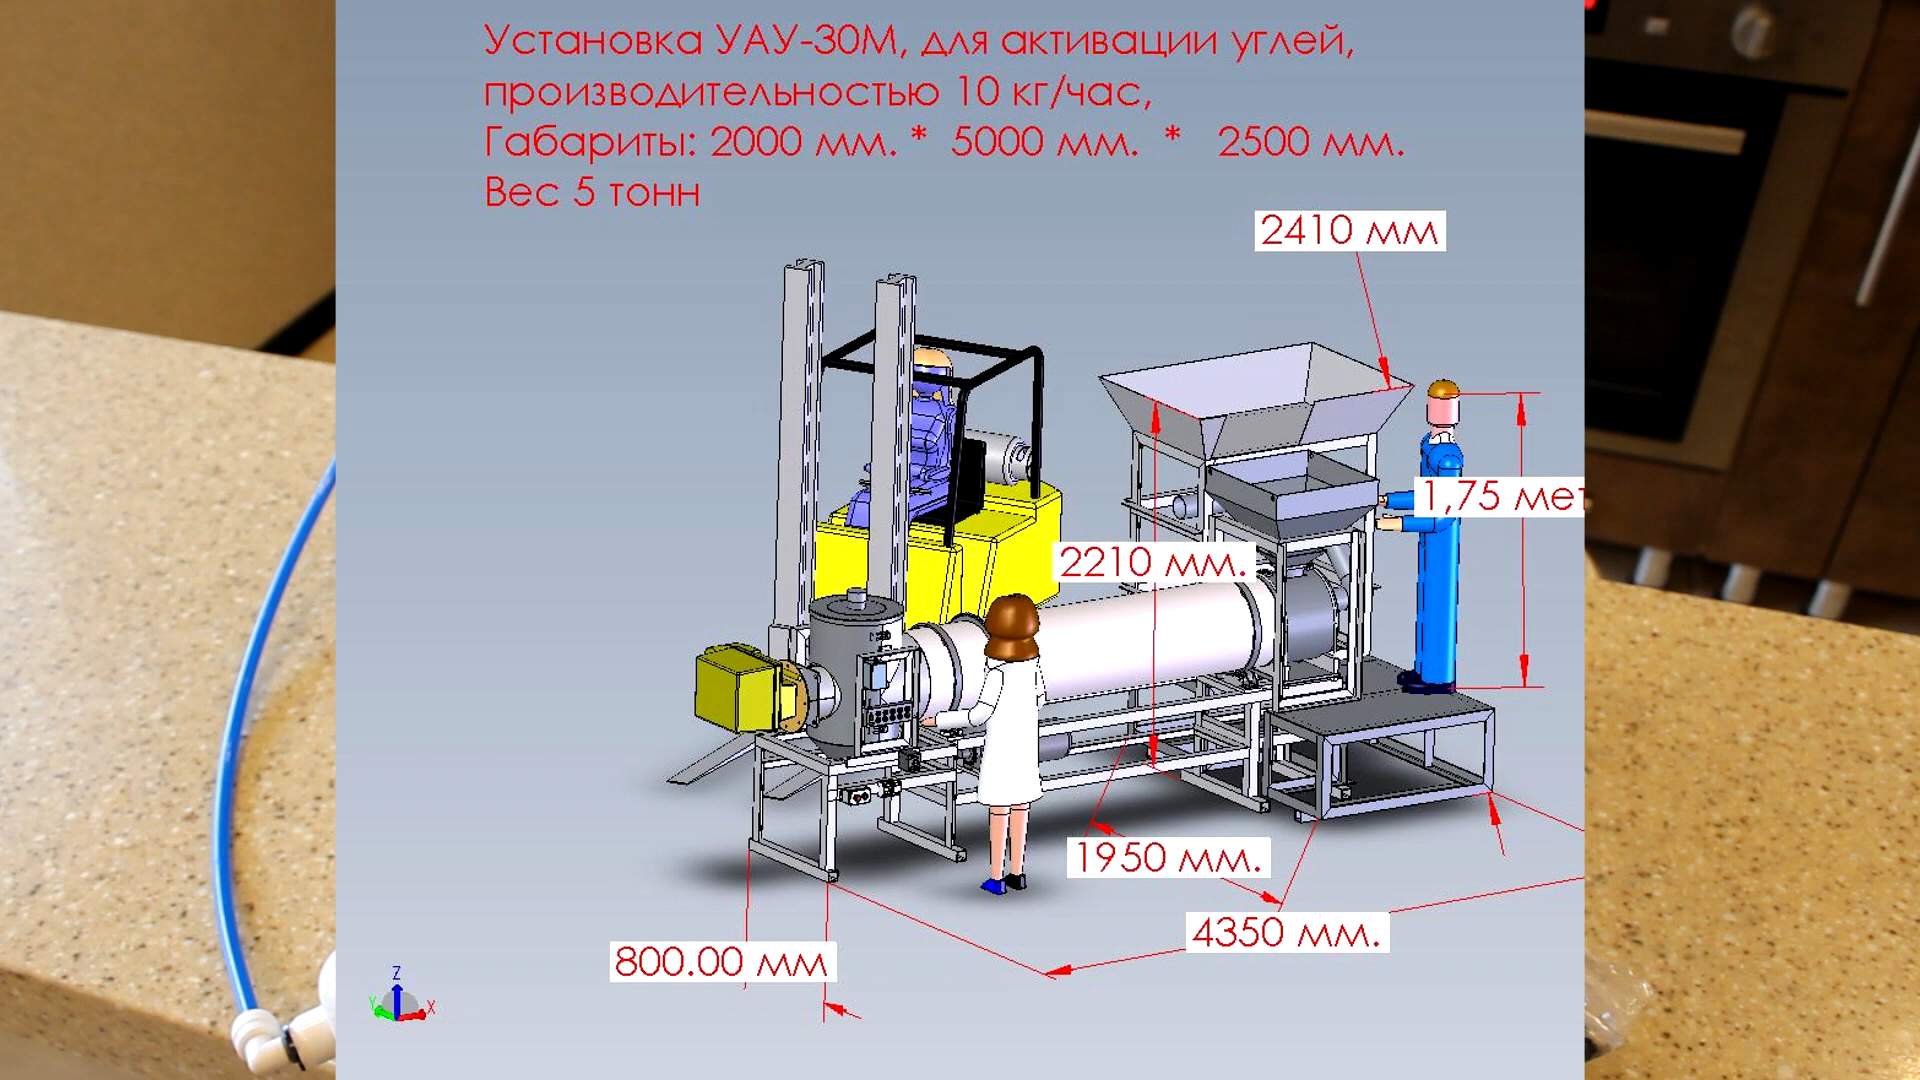 Установка УАУ-30М, для активации углей,
производительностью 10 кг/час,
Габариты: 2000 мм. * 5000 мм. * 2500 мм.
Вес 5 тонн
2410 мм
1,75 мет
2210 мм.
1950 мм.
4350 мм.
800.00 мм
Z
Y
X